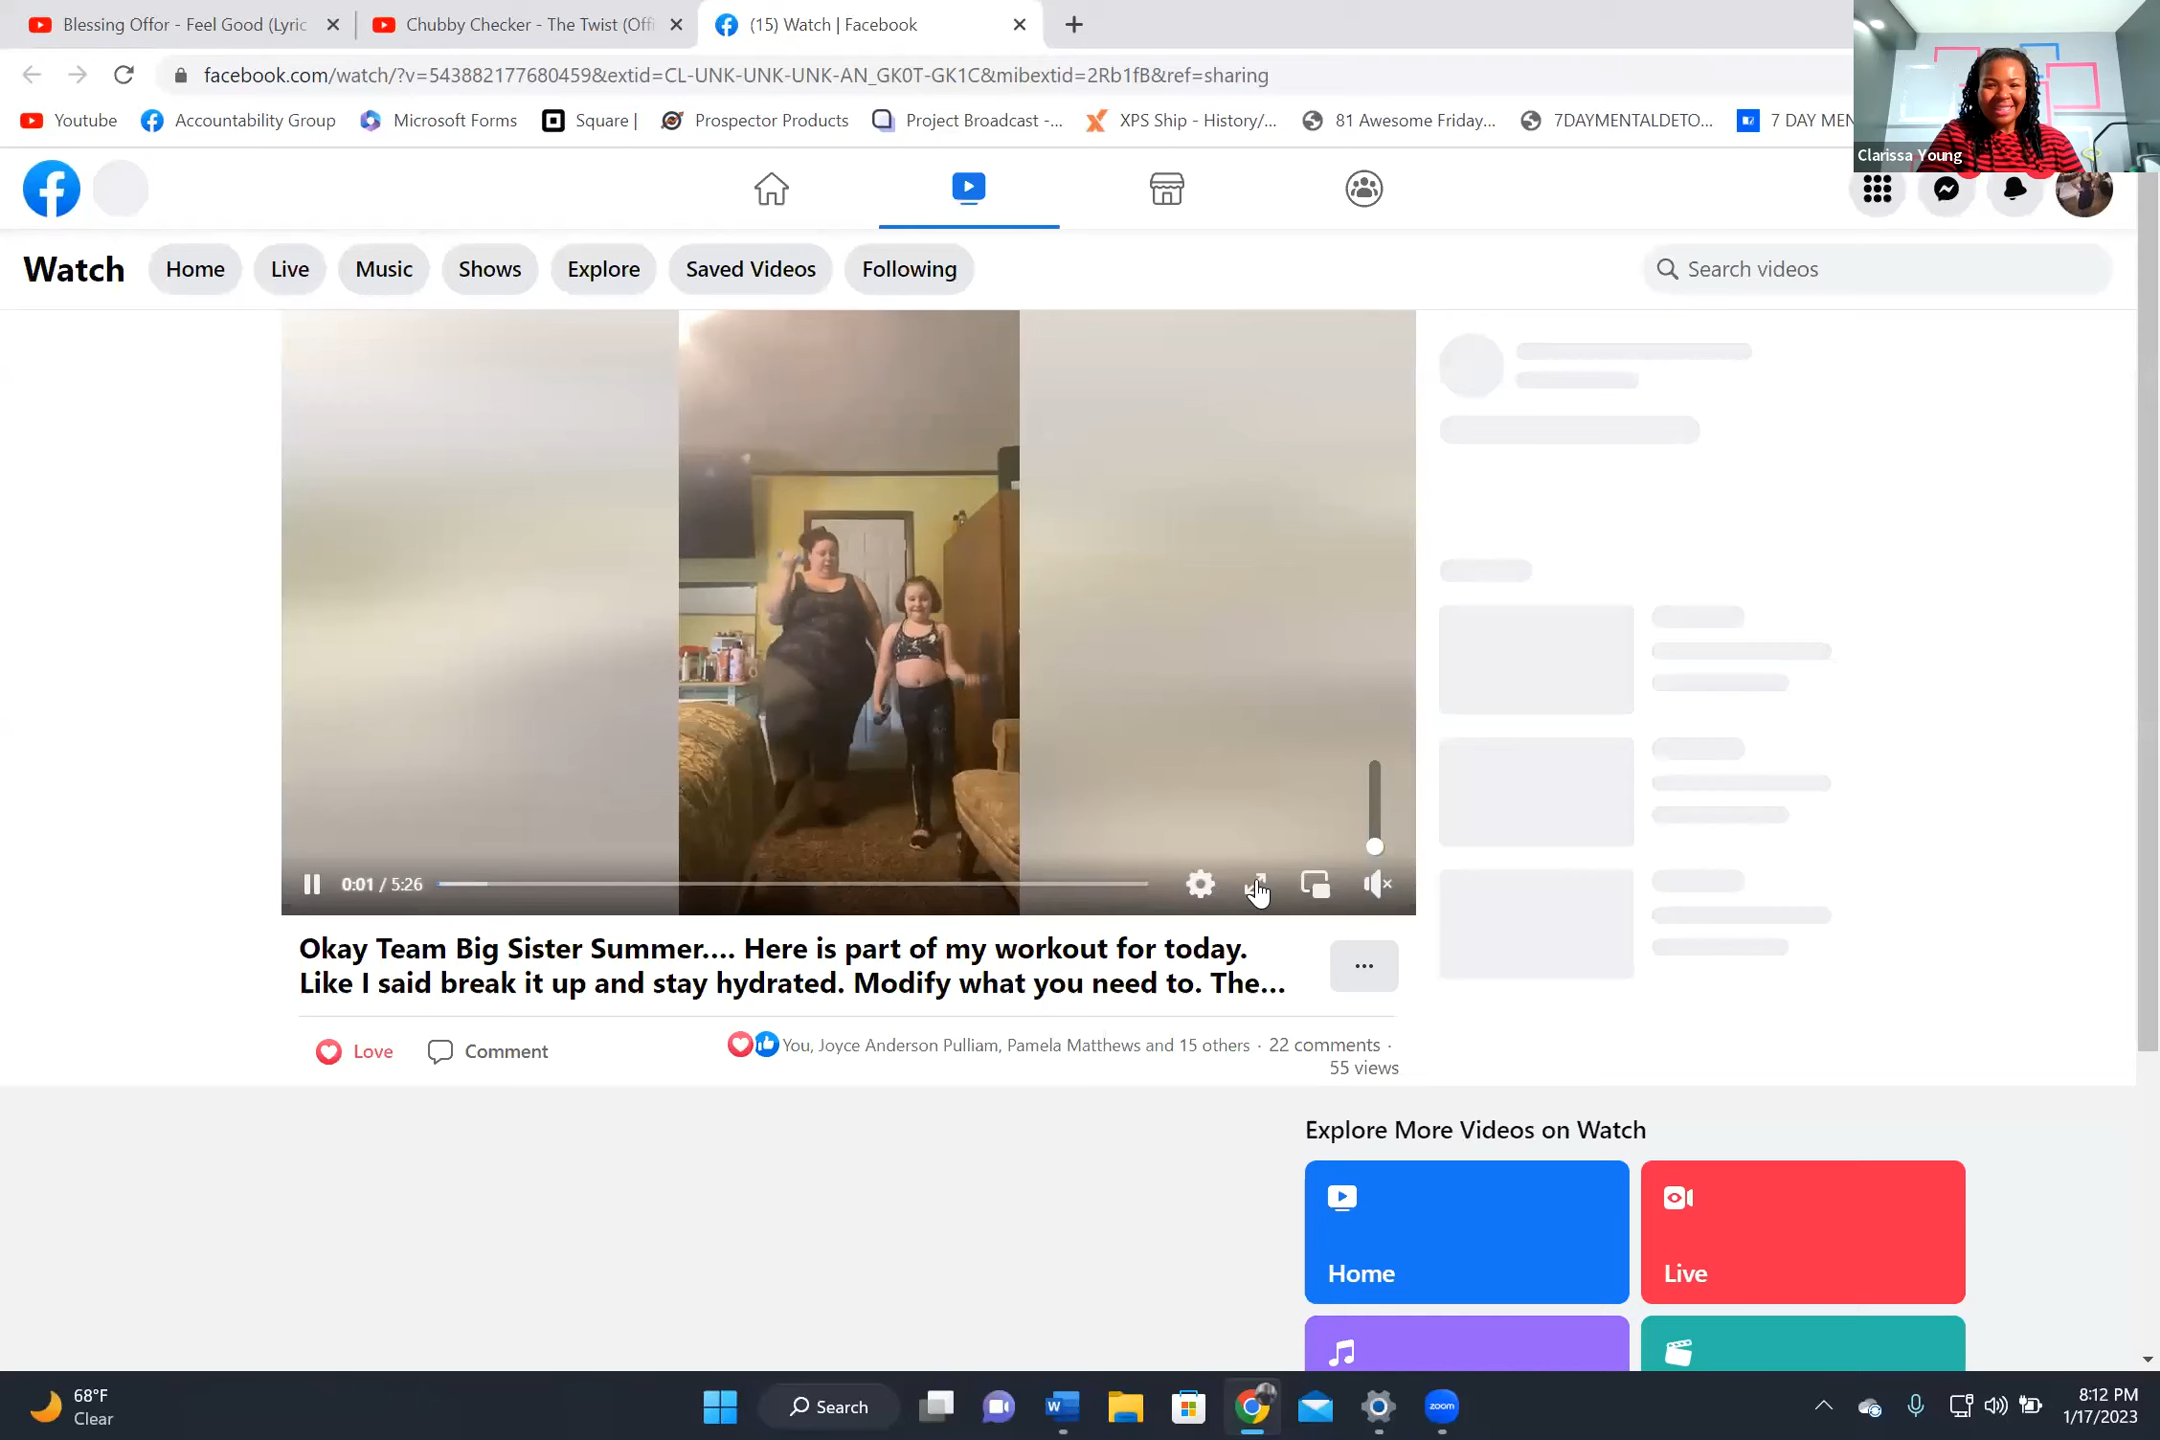 Blessing Offor - Feel Good (Lyric
Chubby Checker - The Twist (Offi
(15) Watch | Facebook
facebook.com/watch/?v=543882177680459&extid=CL-UNK-UNK-UNK-AN_GK0T-GK1C&mibextid=2Rb1fB&ref=sharing
Youtube
Accountability Group
Microsoft Forms
Square |
Prospector Products
Project Broadcast -...
XPS Ship - History/...
81 Awesome Friday...
7DAYMENTALDETO...
7 DAY MEN
Clarissa Young
Watch
Home
Live
Music
Shows
Explore
Saved Videos
Following
Search videos
0:01 / 5:26
Okay Team Big Sister Summer.... Here is part of my workout for today.
Like I said break it up and stay hydrated. Modify what you need to. The...
...
Love
Comment
You, Joyce Anderson Pulliam, Pamela Matthews and 15 others · 22 comments ·
55 views
Explore More Videos on Watch
Home
Live
68°F
Clear
Search
zoom
8:12 PM
1/17/2023